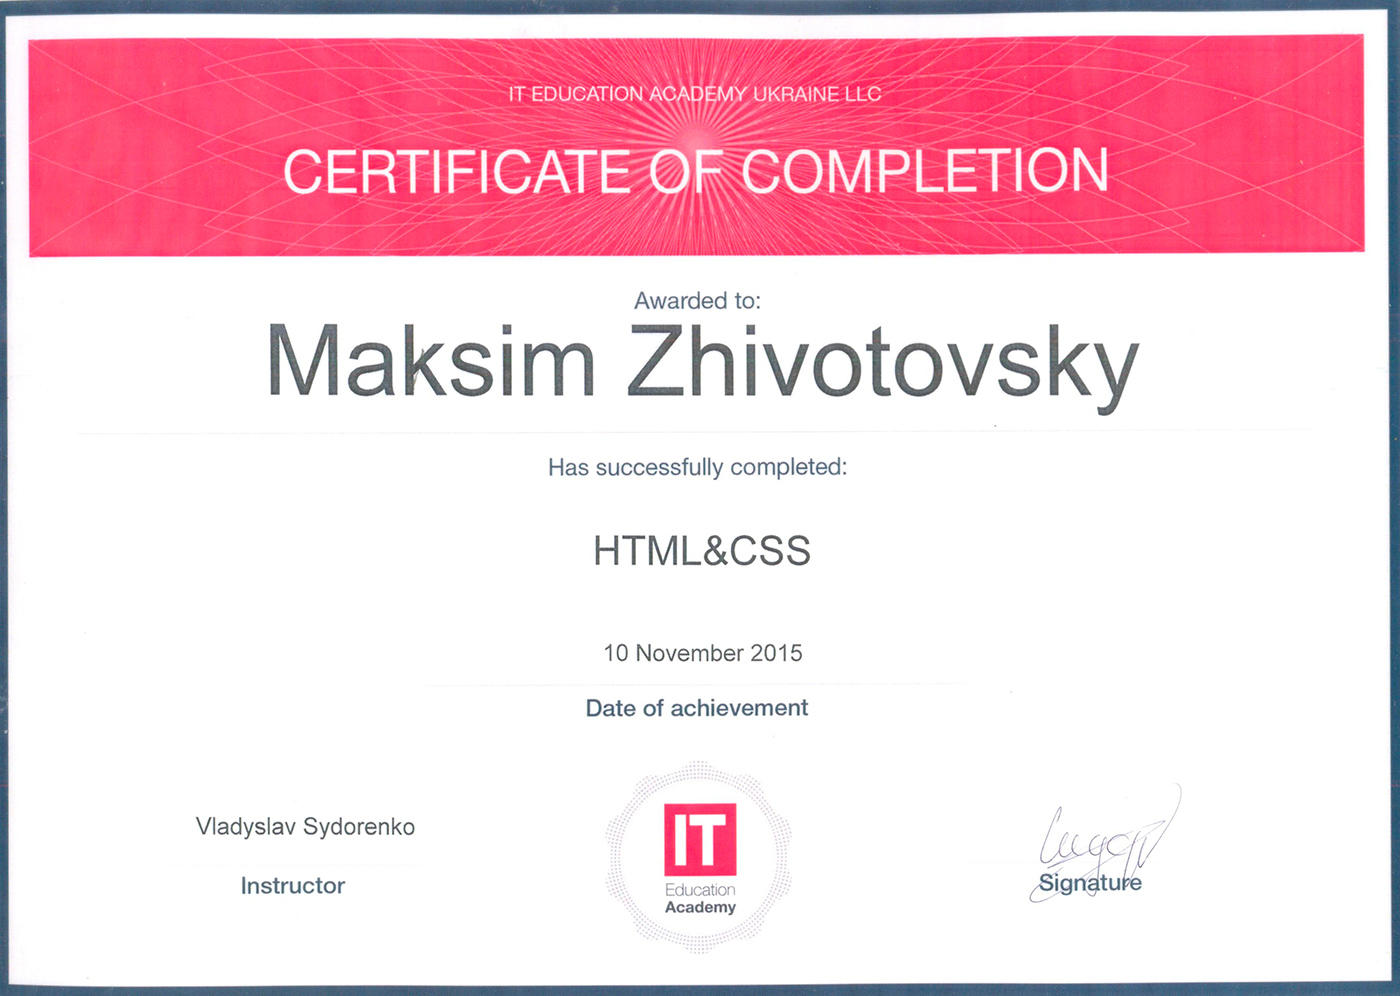 IT EDUCATION ACADEMY UKRAINE LLC
CERTIFICATE OF COMPLETION
Awarded to:
Maksim Zhivotovsky
Has successfully completed:
HTML&CSS
10 November 2015
Date of achievement
Vladyslav Sydorenko
Instructor
IT
Education
Academy
Signature